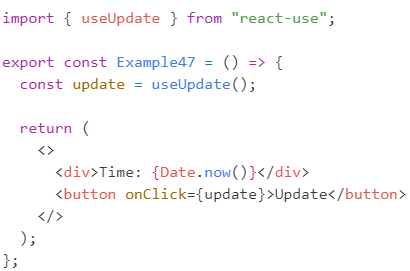 import { useUpdate } from "react-use";

export const Example47 = () => {
  const update = useUpdate();

  return (
    <>
      <div>Time: {Date.now()}</div>
      <button onClick={update}>Update</button>
    </>
  );
};